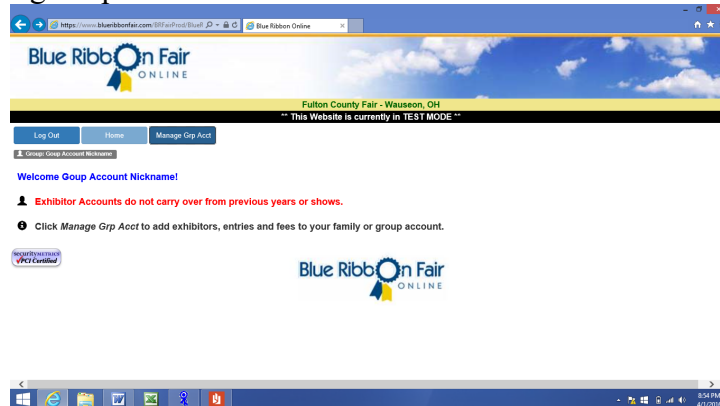 https://www.blueribbonfair.com/BRFairProd/BlueR
Blue Ribbon Online
Blue Ribbon Fair
ONLINE
Fulton County Fair - Wauseon, OH
** This Website is currently in TEST MODE **
Log Out Home Manage Grp Acct
Group: Goup Account Nickname
Welcome Goup Account Nickname!
Exhibitor Accounts do not carry over from previous years or shows.
Click Manage Grp Acct to add exhibitors, entries and fees to your family or group account.
SECURITYMETRICS
PCI Certified
Blue Ribbon Fair
ONLINE
8:54 PM